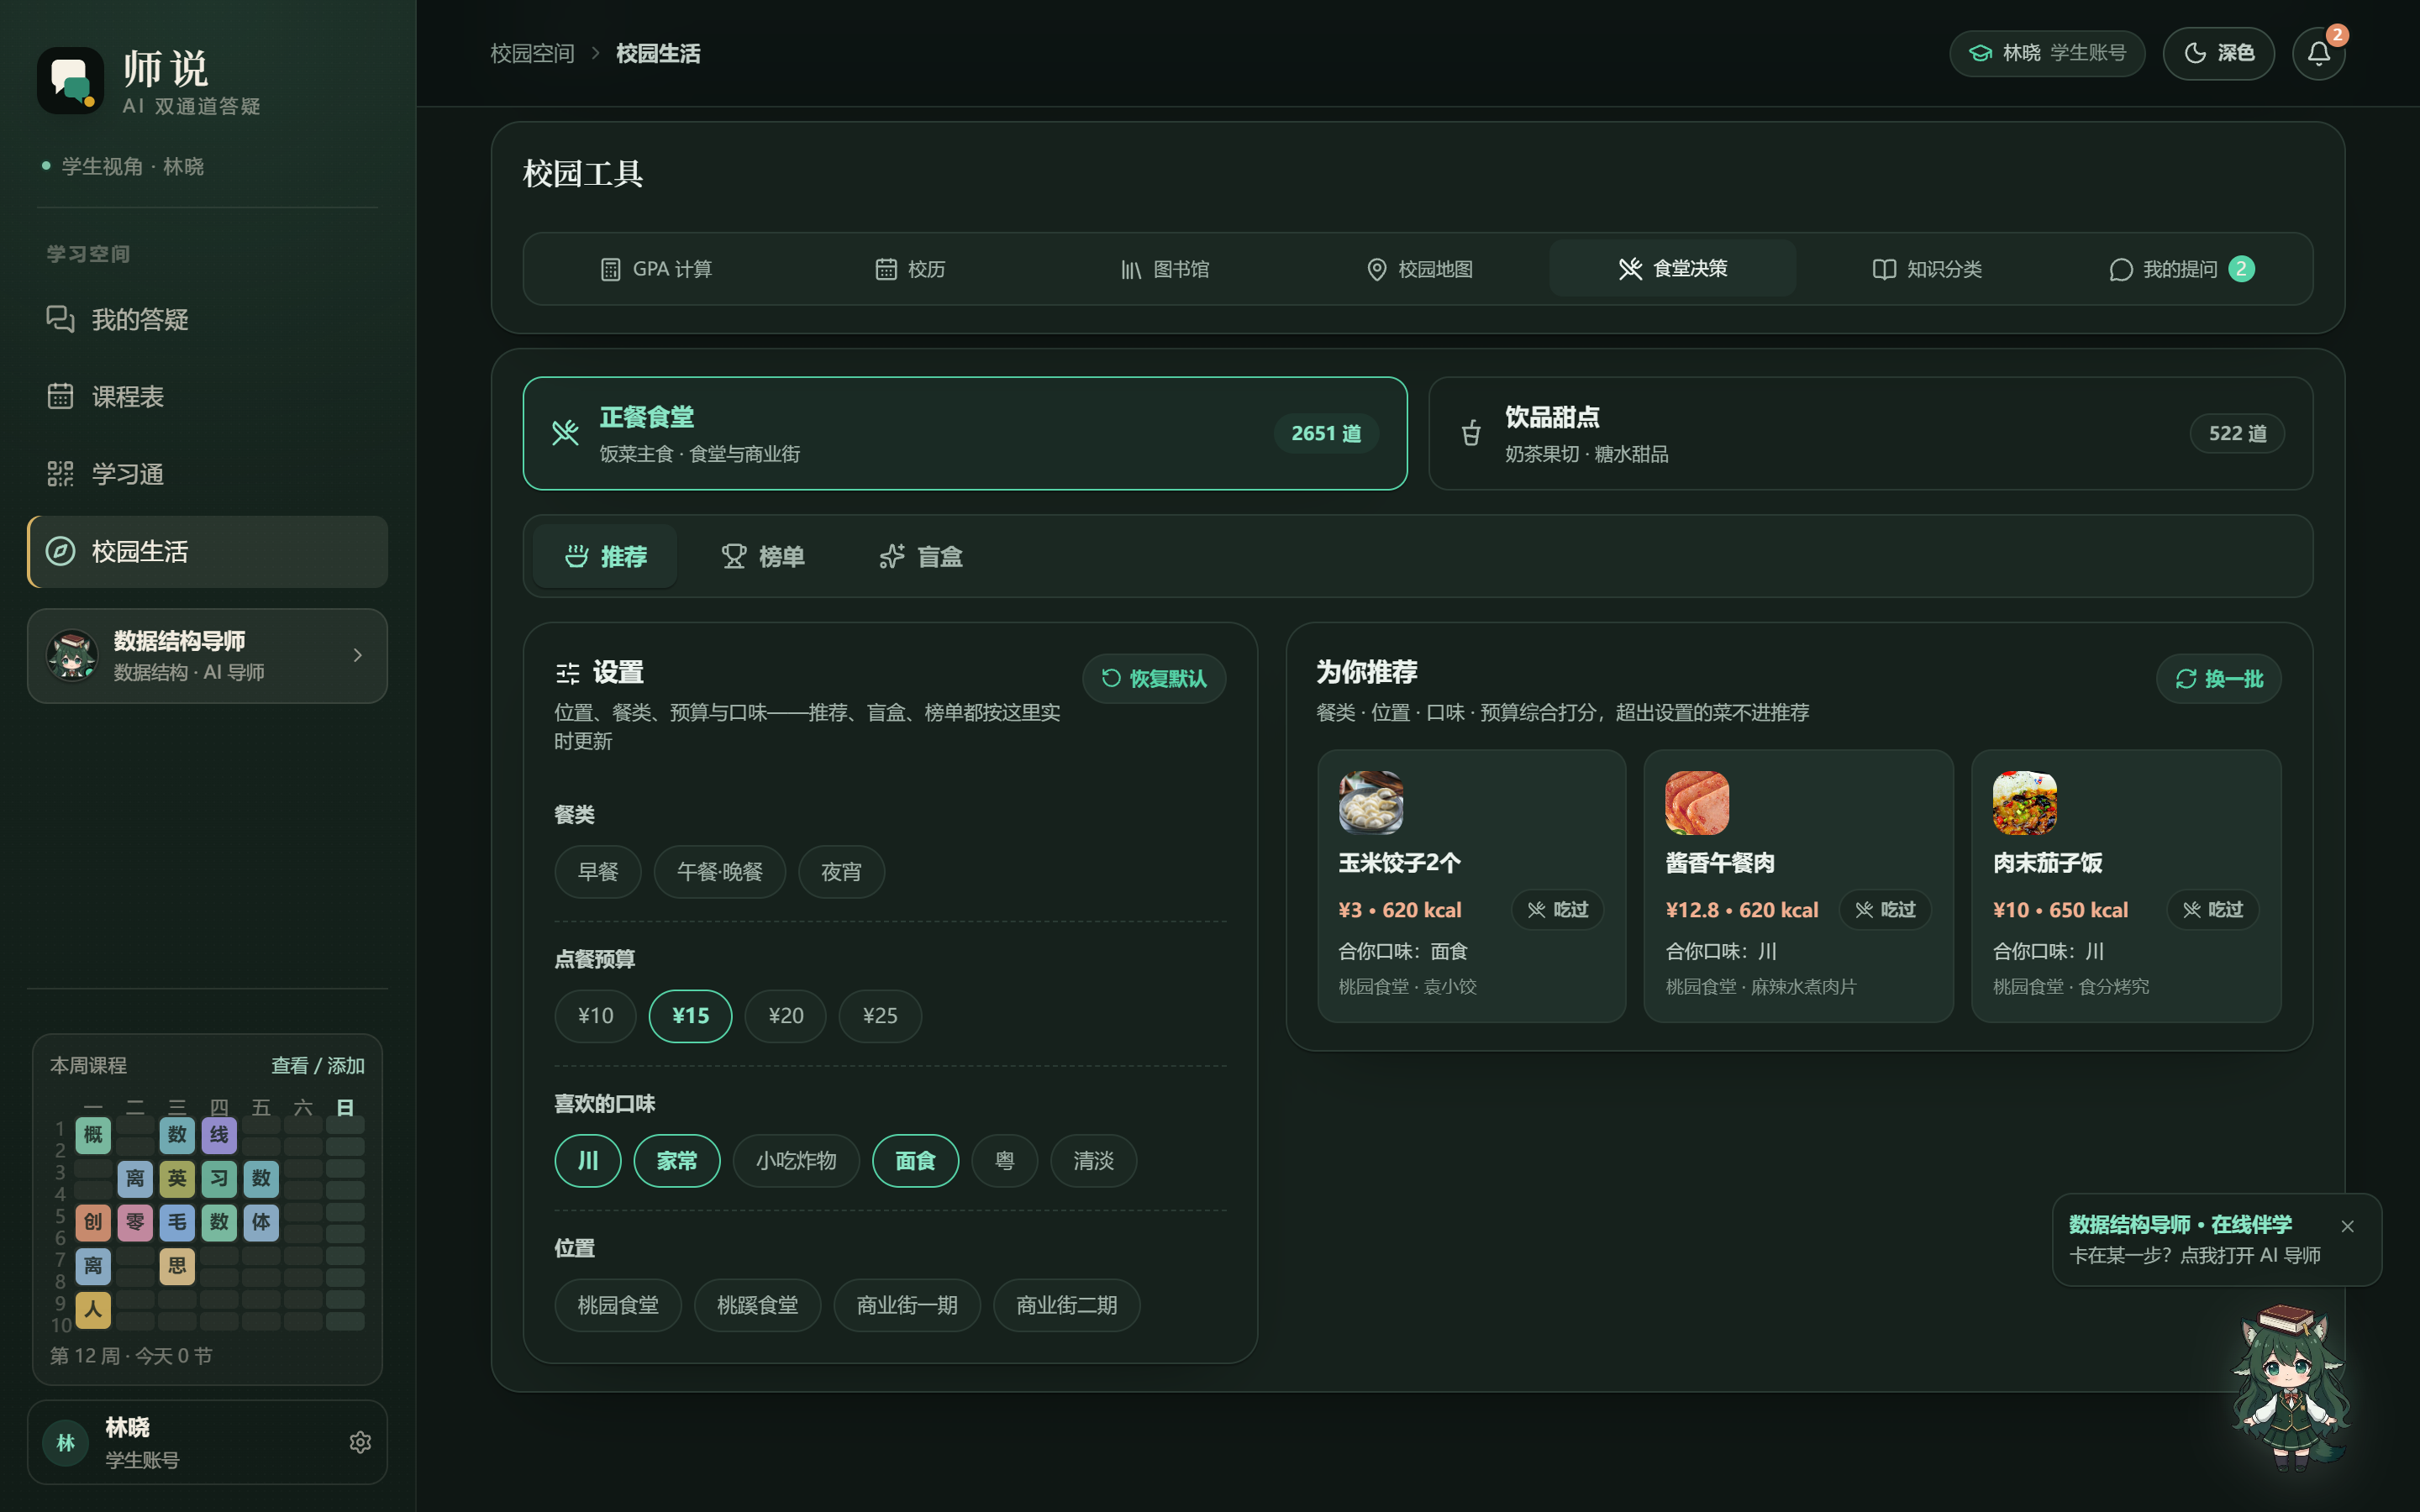 师说
AI 双通道答疑
学生视角 · 林晓
学习空间
我的答疑
课程表
学习通
校园生活
数据结构导师
数据结构 · AI 导师
本周课程
查看 / 添加
一 二 三 四 五 六 日
1
概 数 线
2
3
离 英 习 数
4
5
创 零 毛 数 体
6
7
离 思
8
9
人
10
第 12 周 · 今天 0 节
林
林晓
学生账号
校园空间 > 校园生活
林晓 学生账号
深色
2
校园工具
GPA 计算
校历
图书馆
校园地图
食堂决策
知识分类
我的提问 2
正餐食堂
饭菜主食 · 食堂与商业街
2651 道
饮品甜点
奶茶果切 · 糖水甜品
522 道
推荐
榜单
盲盒
设置
恢复默认
位置、餐类、预算与口味——推荐、盲盒、榜单都按这里实
时更新
餐类
早餐 午餐·晚餐 夜宵
点餐预算
¥10 ¥15 ¥20 ¥25
喜欢的口味
川 家常 小吃炸物 面食 粤 清淡
位置
桃园食堂 桃蹊食堂 商业街一期 商业街二期
为你推荐
换一批
餐类 · 位置 · 口味 · 预算综合打分，超出设置的菜不进推荐
玉米饺子2个
¥3 • 620 kcal
吃过
合你口味：面食
桃园食堂 · 袁小饺
酱香午餐肉
¥12.8 • 620 kcal
吃过
合你口味：川
桃园食堂 · 麻辣水煮肉片
肉末茄子饭
¥10 • 650 kcal
吃过
合你口味：川
桃园食堂 · 食分烤究
数据结构导师 • 在线伴学
卡在某一步？点我打开 AI 导师